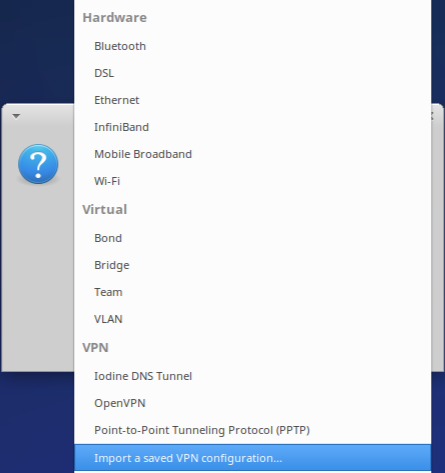 Hardware
Bluetooth
DSL
Ethernet
InfiniBand
Mobile Broadband
Wi-Fi
Virtual
Bond
Bridge
Team
VLAN
VPN
Iodine DNS Tunnel
OpenVPN
Point-to-Point Tunneling Protocol (PPTP)
Import a saved VPN configuration...